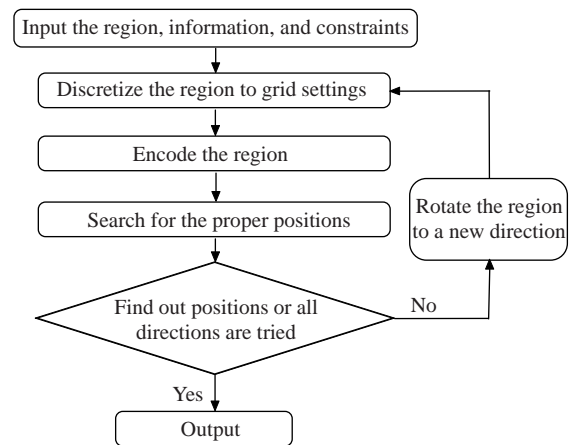 Input the region, information, and constraints
Discretize the region to grid settings
Encode the region
Search for the proper positions
Rotate the region
to a new direction
Find out positions or all
directions are tried
No
Yes
Output